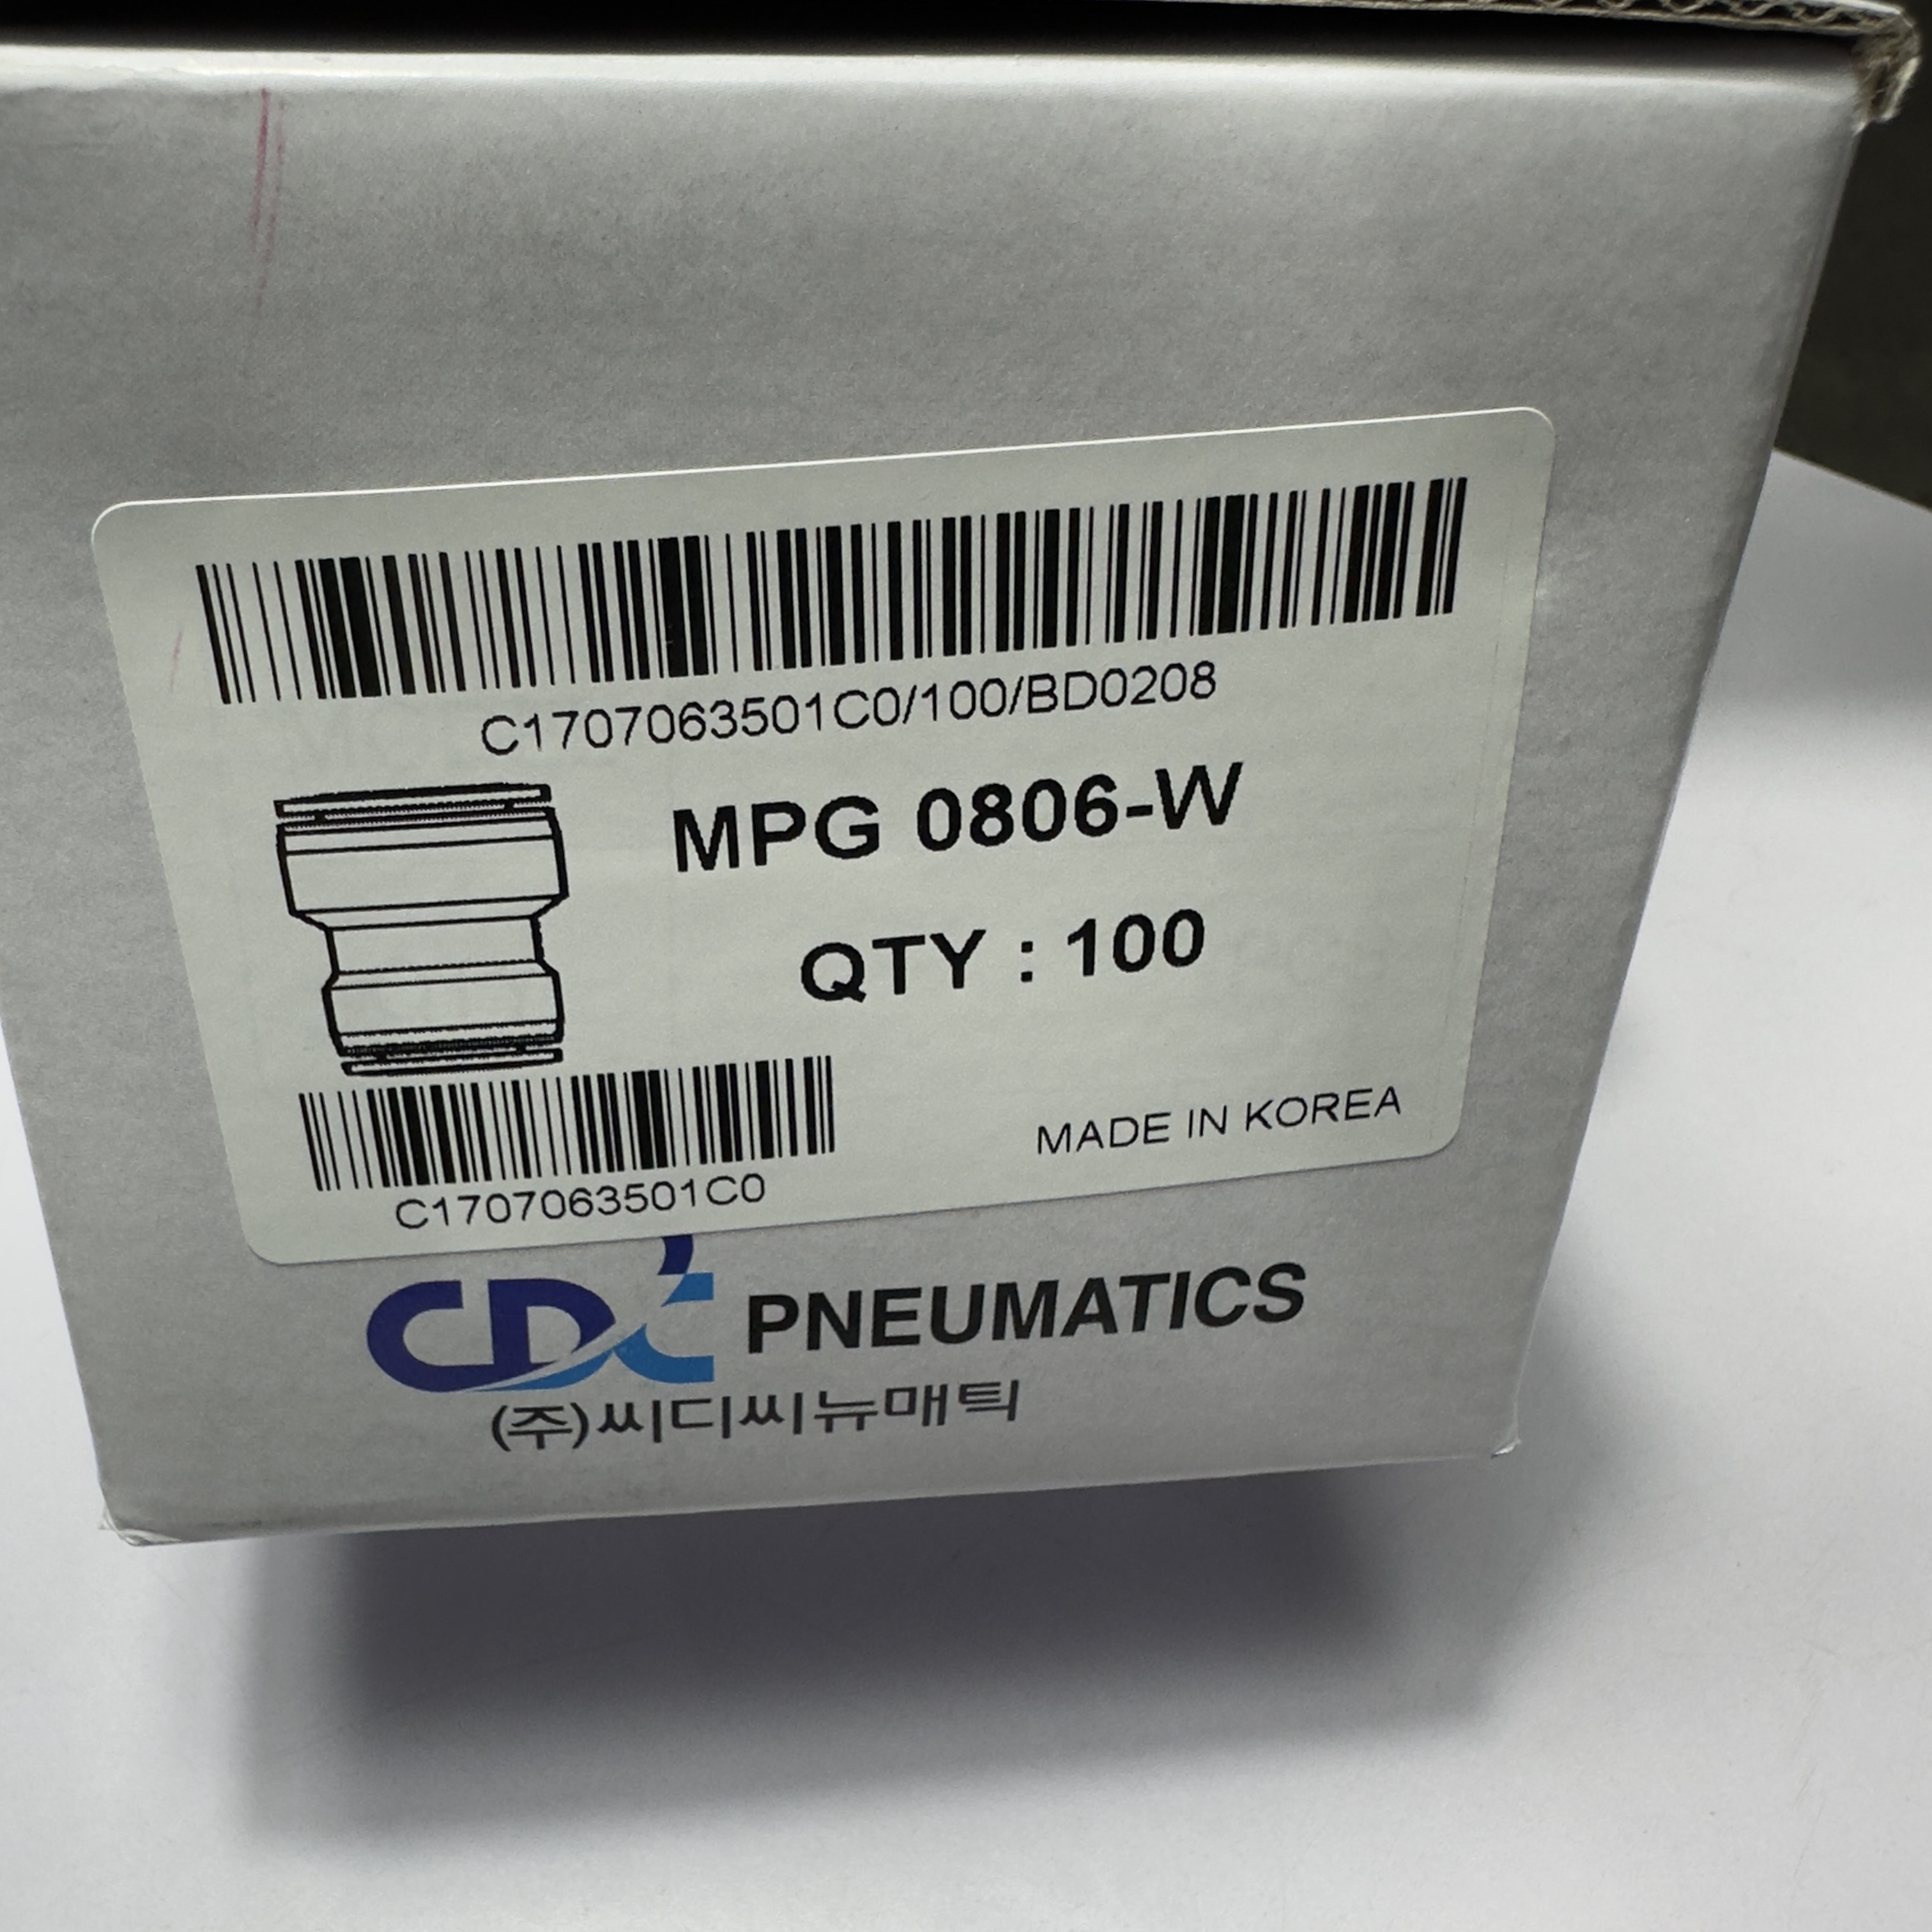 C1707063501C0/100/BD0208
MPG 0806-W
QTY : 100
MADE IN KOREA
C1707063501C0
CDC PNEUMATICS
(주)씨디씨뉴매틱